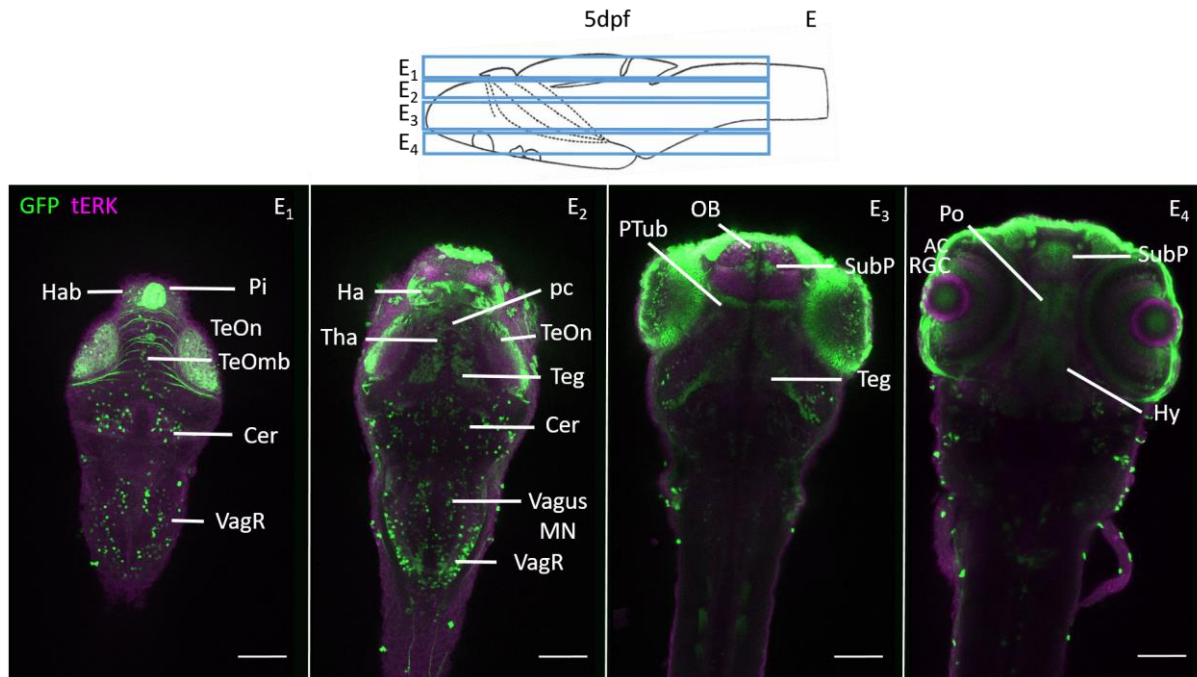 5dpf E
E1
E2
E3
E4
GFP tERK E1
Hab Pi
TeOn
TeOmb
Cer
VagR
E2
Ha pc
Tha TeOn
Teg
Cer
Vagus
MN
VagR
OB E3
PTub
SubP
Teg
Po E4
AC SubP
RGC
Hy